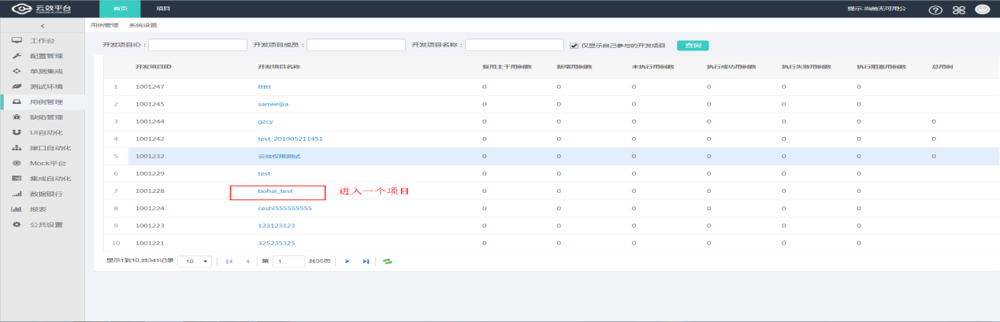 云效平台 首页 项目 提示:当前无可用公
YUNXIAO.ALIYUN.COM
< 用例管理 系统设置
工作台
配置管理
单测集成
测试环境
用例管理
缺陷管理
UI自动化
接口自动化
Mock平台
集成自动化
数据银行
报表
公共设置
开发项目ID: 开发项目成员: 开发项目名称: 仅显示自己参与的开发项目 查询
开发项目ID 开发项目名称 复用主干用例数 新增用例数 未执行用例数 执行成功用例数 执行失败用例数 执行阻塞用例数 总用例
1 1001247 ttttt 0 0 0 0 0 0
2 1001245 sanweijia 0 0 0 0 0 0
3 1001244 gzcy 0 0 0 0 0 0 0
4 1001242 test_201905211451 0 0 0 0 0 0 0
5 1001232 云效权限测试 0 0 0 0 0 0 0
6 1001229 test 0 0 0 0 0 0
7 1001228 bohai_test 进入一个项目 0 0 0 0 0 0
8 1001224 ceshi555555555 0 0 0 0 0 0
9 1001223 123123123 0 0 0 0 0 0
10 1001221 325235325 0 0 0 0 0 0
显示1到10,共341记录 10 第 1 共35页